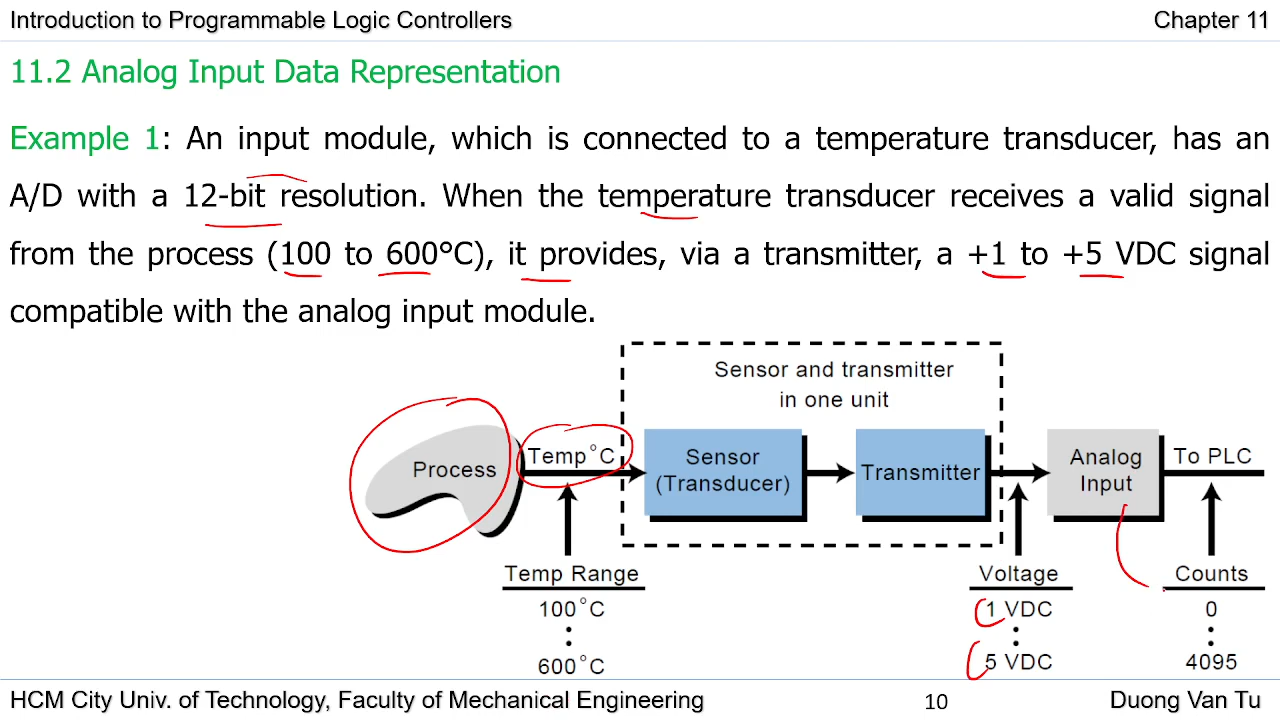 Introduction to Programmable Logic Controllers Chapter 11
11.2 Analog Input Data Representation
Example 1: An input module, which is connected to a temperature transducer, has an
A/D with a 12-bit resolution. When the temperature transducer receives a valid signal
from the process (100 to 600°C), it provides, via a transmitter, a +1 to +5 VDC signal
compatible with the analog input module.
Sensor and transmitter
in one unit
Process
Temp°C
Sensor
(Transducer)
Transmitter
Analog
Input
To PLC
Temp Range
100°C
600°C
Voltage
1 VDC
5 VDC
Counts
0
4095
HCM City Univ. of Technology, Faculty of Mechanical Engineering 10 Duong Van Tu